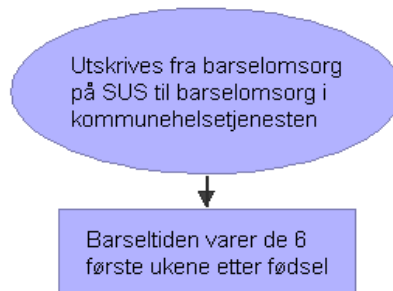 Utskrives fra barselomsorg
på SUS til barselomsorg i
kommunehelsetjenesten
Barseltiden varer de 6
første ukene etter fødsel